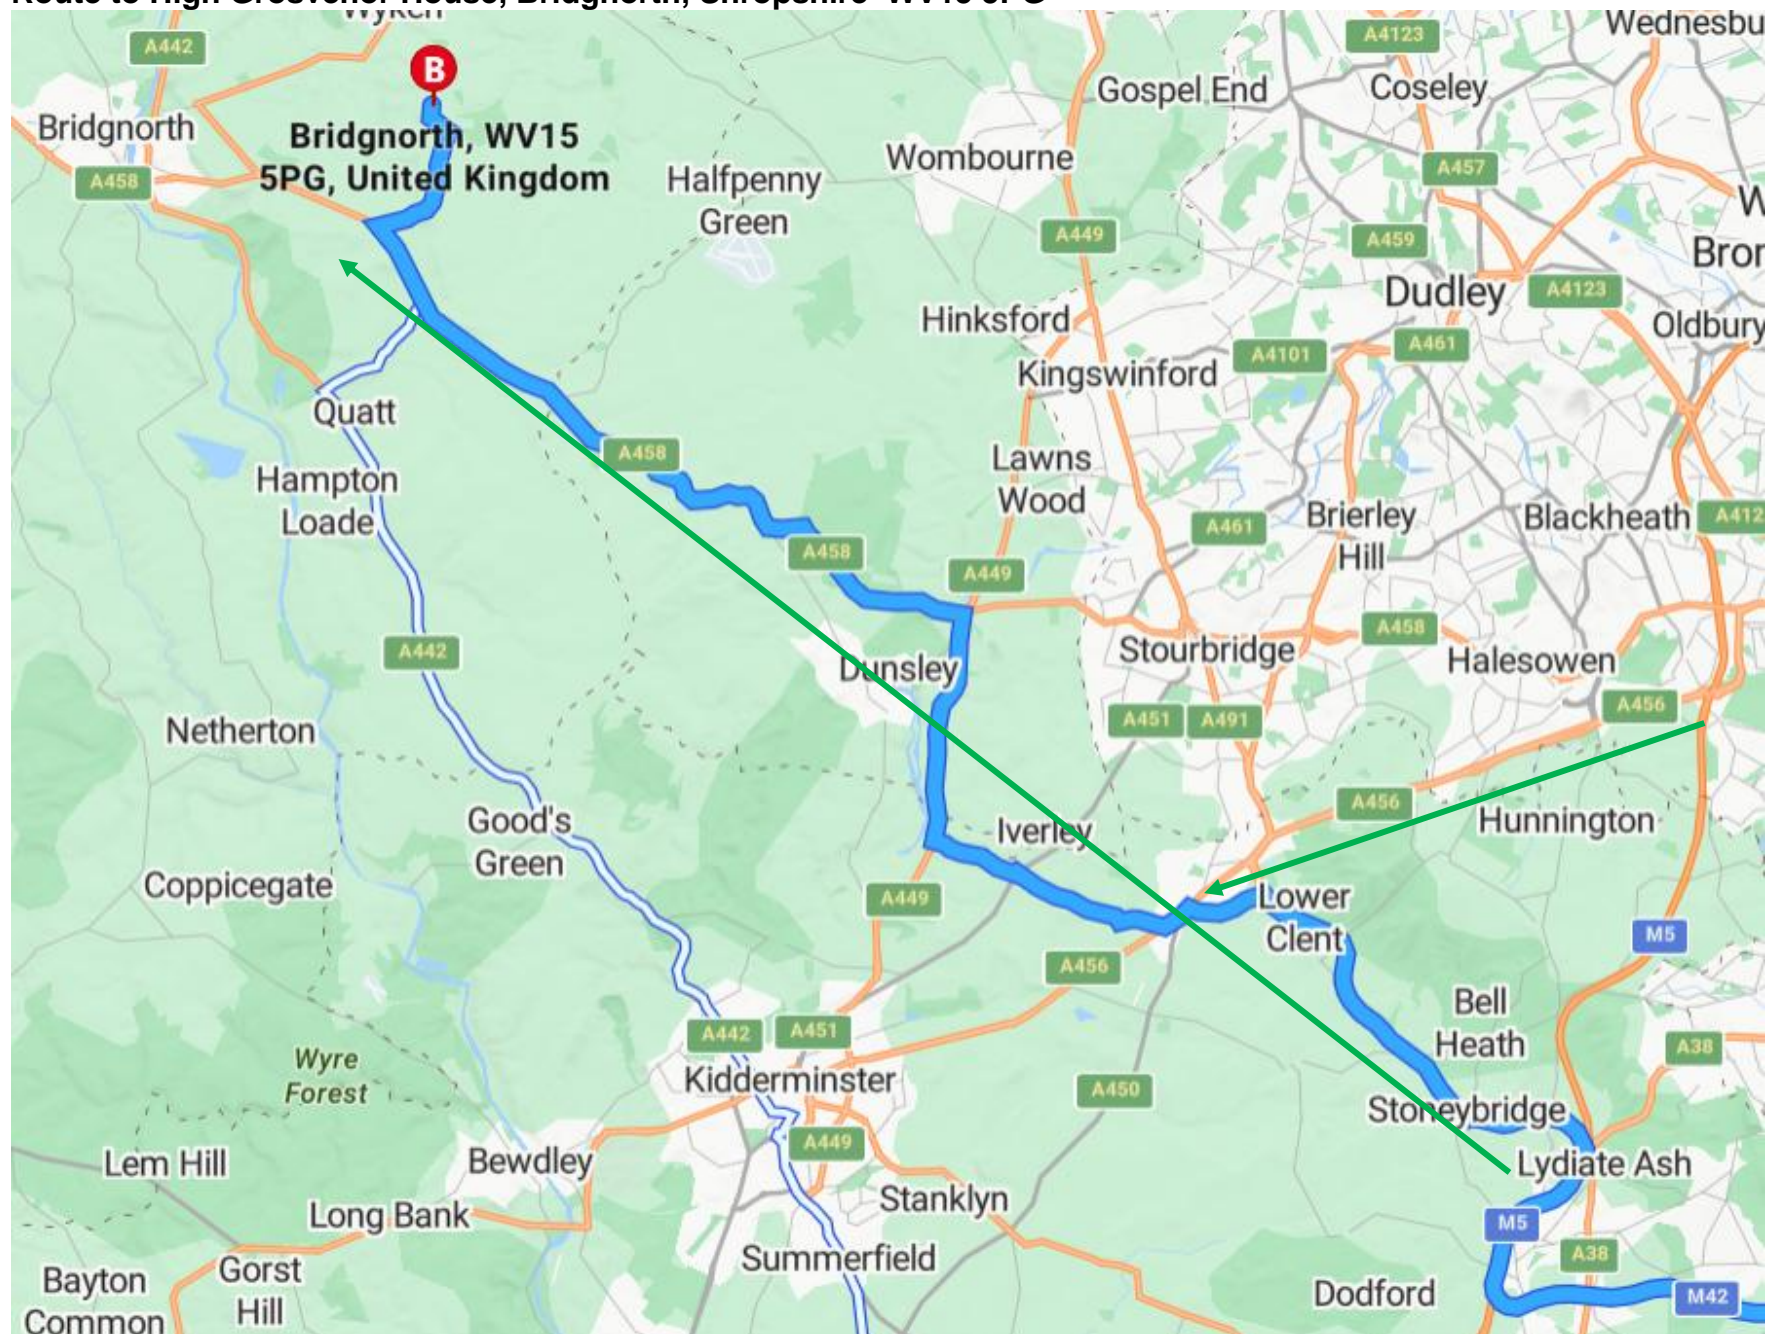 Wyken
A442
B
A4123
Wednesbu
Gospel End
Coseley
Bridgnorth
Bridgnorth, WV15
5PG, United Kingdom
A458
Wombourne
A457
Halfpenny
Green
A449
A459
W
Bror
Dudley
A4123
Hinksford
Oldbury
A4101
A461
Kingswinford
Quatt
A458
Lawns
Wood
Hampton
Loade
A461
Brierley
Hill
Blackheath
A412
A458
A449
A442
Dunsley
Stourbridge
A458
Halesowen
A451
A491
A456
Netherton
Good's
Green
Iverley
A456
Hunnington
Coppicegate
A449
Lower
Clent
M5
A456
Bell
Heath
A442
A451
A38
Wyre
Forest
Kidderminster
A450
Stoneybridge
A449
Lem Hill
Bewdley
Lydiate Ash
Long Bank
Stanklyn
M5
Summerfield
A38
Bayton
Common
Gorst
Hill
Dodford
M42